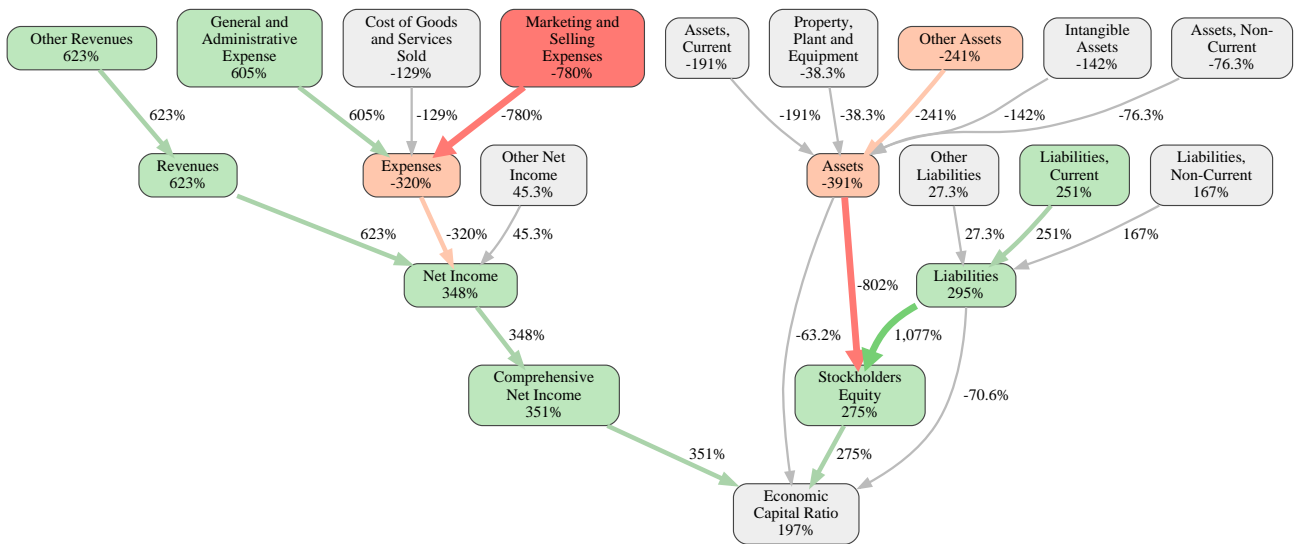 Other Revenues
623%
General and
Administrative
Expense
605%
Cost of Goods
and Services
Sold
-129%
Marketing and
Selling
Expenses
-780%
Assets,
Current
-191%
Property,
Plant and
Equipment
-38.3%
Other Assets
-241%
Intangible
Assets
-142%
Assets, Non-
Current
-76.3%
623%
605%
-129%
-780%
-191%
-38.3%
-241%
-142%
-76.3%
Revenues
623%
Expenses
-320%
Other Net
Income
45.3%
Assets
-391%
Other
Liabilities
27.3%
Liabilities,
Current
251%
Liabilities,
Non-Current
167%
623%
-320%
45.3%
27.3%
251%
167%
Net Income
348%
Liabilities
295%
348%
-63.2%
-802%
1,077%
-70.6%
Comprehensive
Net Income
351%
Stockholders
Equity
275%
351%
275%
Economic
Capital Ratio
197%